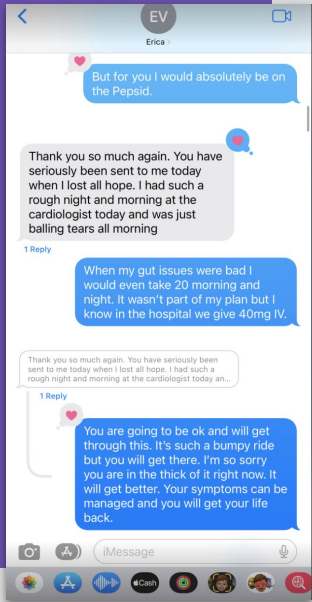 EV
Erica >
But for you I would absolutely be on
the Pepsid.
Thank you so much again. You have
seriously been sent to me today
when I lost all hope. I had such a
rough night and morning at the
cardiologist today and was just
balling tears all morning
1 Reply
When my gut issues were bad I
would even take 20 morning and
night. It wasn't part of my plan but I
know in the hospital we give 40mg IV.
Thank you so much again. You have seriously been
sent to me today when I lost all hope. I had such a
rough night and morning at the cardiologist today an...
1 Reply
You are going to be ok and will get
through this. It's such a bumpy ride
but you will get there. I'm so sorry
you are in the thick of it right now. It
will get better. Your symptoms can be
managed and you will get your life
back.
iMessage
Cash